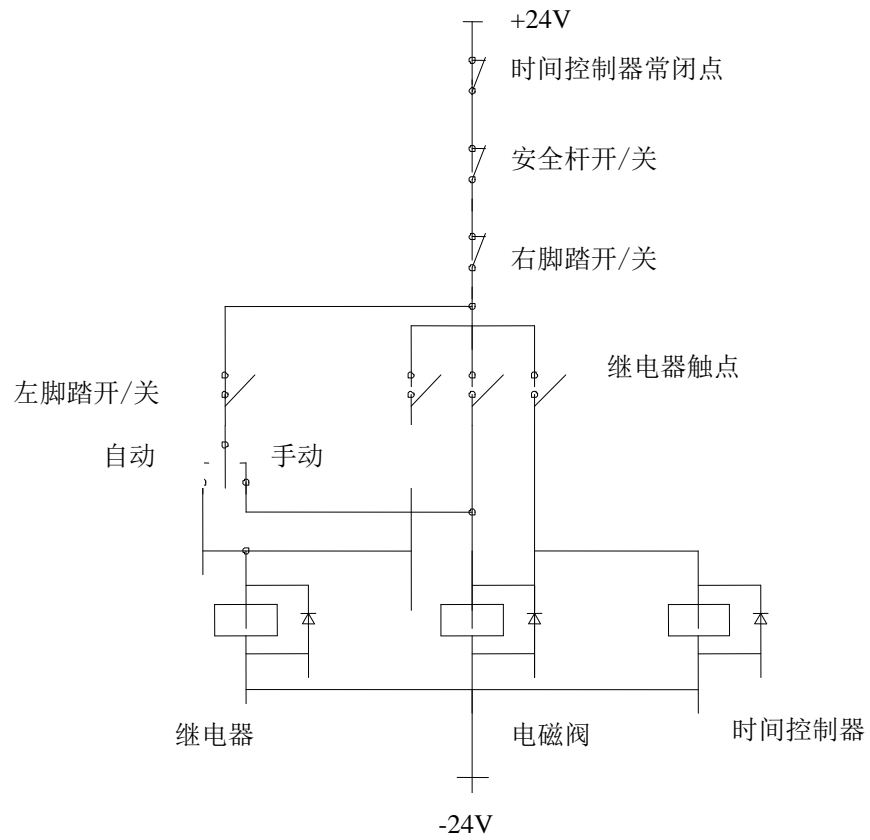 +24V
时间控制器常闭点
安全杆开/关
右脚踏开/关
继电器触点
左脚踏开/关
自动
手动
继电器
电磁阀
时间控制器
-24V